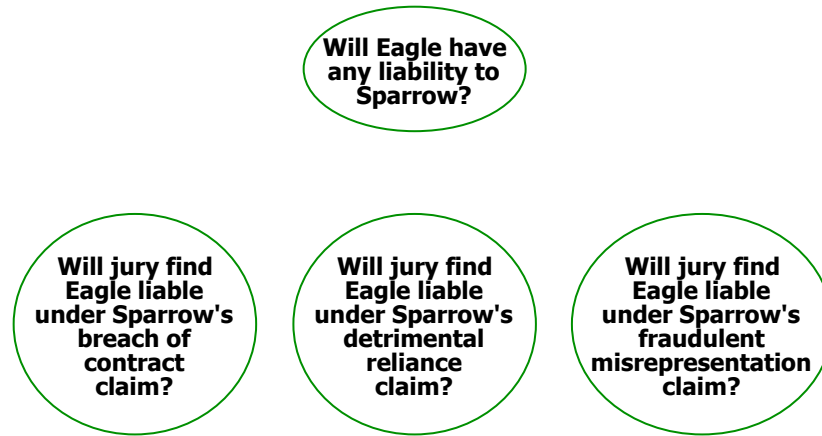 Will Eagle have
any liability to
Sparrow?
Will jury find
Eagle liable
under Sparrow's
breach of
contract
claim?
Will jury find
Eagle liable
under Sparrow's
detrimental
reliance
claim?
Will jury find
Eagle liable
under Sparrow's
fraudulent
misrepresentation
claim?